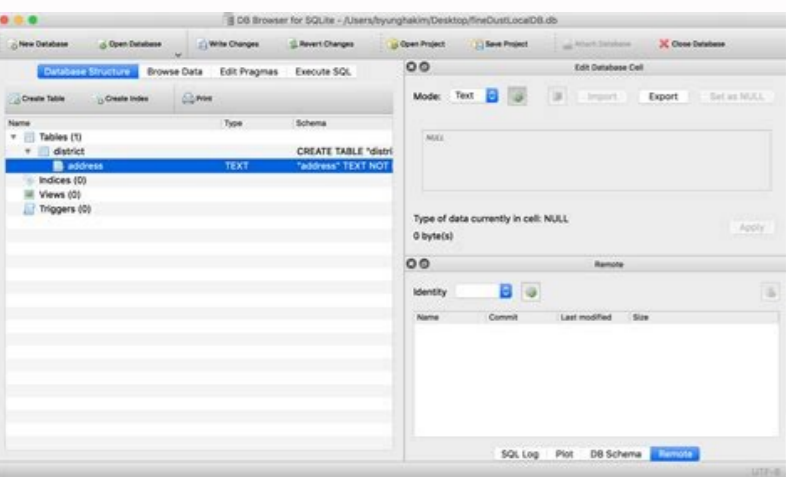 DB Browser for SQLite - /Users/byunghakim/Desktop/fineDustLocalDB.db
New Database Open Database Write Changes Revert Changes Open Project Save Project Attach Database Close Database
Database Structure Browse Data Edit Pragmas Execute SQL
Create Table Create Index Print
Name Type Schema
Tables (1)
district CREATE TABLE "distri
address TEXT "address" TEXT NOT
Indices (0)
Views (0)
Triggers (0)
Edit Database Cell
Mode: Text Import Export Set as NULL
NULL
Type of data currently in cell: NULL
0 byte(s)
Apply
Remote
Identity
Name Commit Last modified Size
SQL Log Plot DB Schema Remote
UTF-8